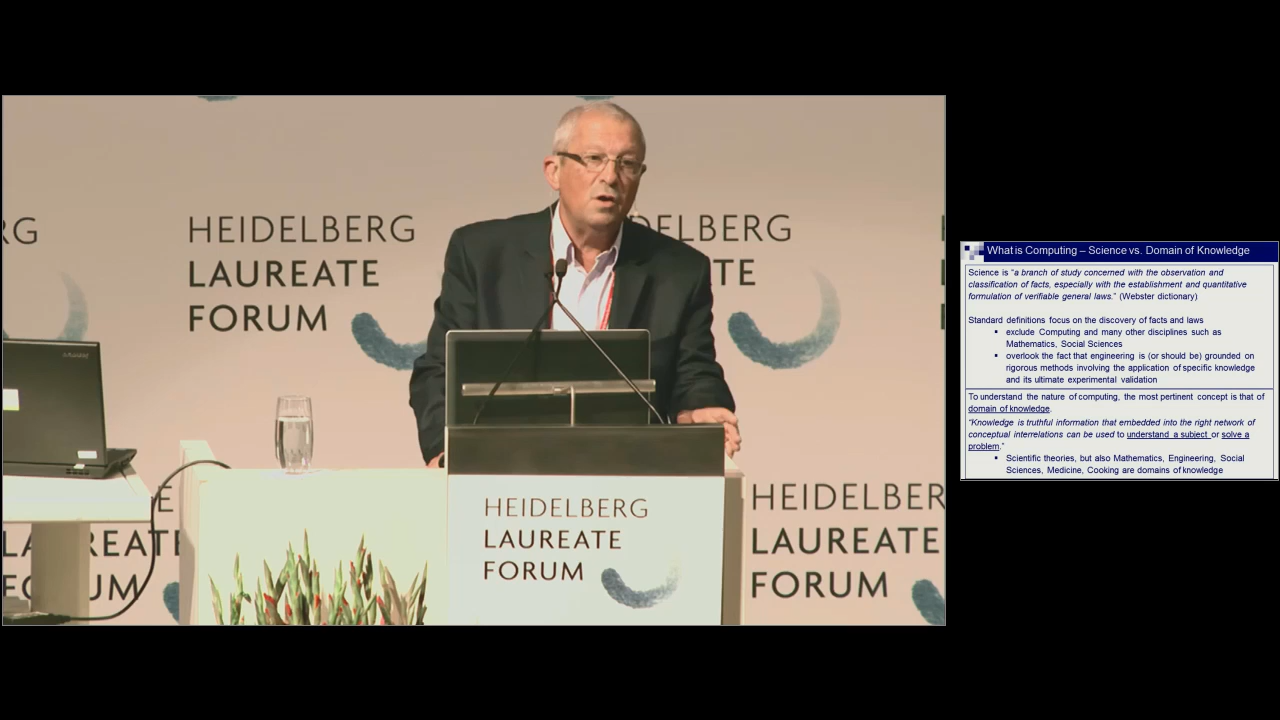 HEIDELBERG
LAUREATE
FORUM
RG
DELBERG
TE
HEIDELBERG
LAUREATE
FORUM
E
LAUREATE
FORUM
HEIDELBER
LAUREATE
FORUM
What is Computing – Science vs. Domain of Knowledge
Science is “a branch of study concerned with the observation and
classification of facts, especially with the establishment and quantitative
formulation of verifiable general laws.” (Webster dictionary)
Standard definitions focus on the discovery of facts and laws
▪ exclude Computing and many other disciplines such as
Mathematics, Social Sciences
▪ overlook the fact that engineering is (or should be) grounded on
rigorous methods involving the application of specific knowledge
and its ultimate experimental validation
To understand the nature of computing, the most pertinent concept is that of
domain of knowledge.
“Knowledge is truthful information that embedded into the right network of
conceptual interrelations can be used to understand a subject or solve a
problem.”
▪ Scientific theories, but also Mathematics, Engineering, Social
Sciences, Medicine, Cooking are domains of knowledge